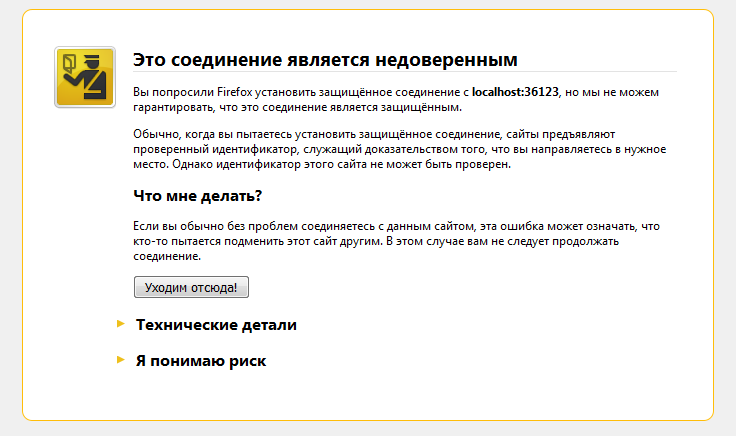 Это соединение является недоверенным
Вы попросили Firefox установить защищённое соединение с localhost:36123, но мы не можем
гарантировать, что это соединение является защищённым.
Обычно, когда вы пытаетесь установить защищённое соединение, сайты предъявляют
проверенный идентификатор, служащий доказательством того, что вы направляетесь в нужное
место. Однако идентификатор этого сайта не может быть проверен.
Что мне делать?
Если вы обычно без проблем соединяетесь с данным сайтом, эта ошибка может означать, что
кто-то пытается подменить этот сайт другим. В этом случае вам не следует продолжать
соединение.
Уходим отсюда!
Технические детали
Я понимаю риск